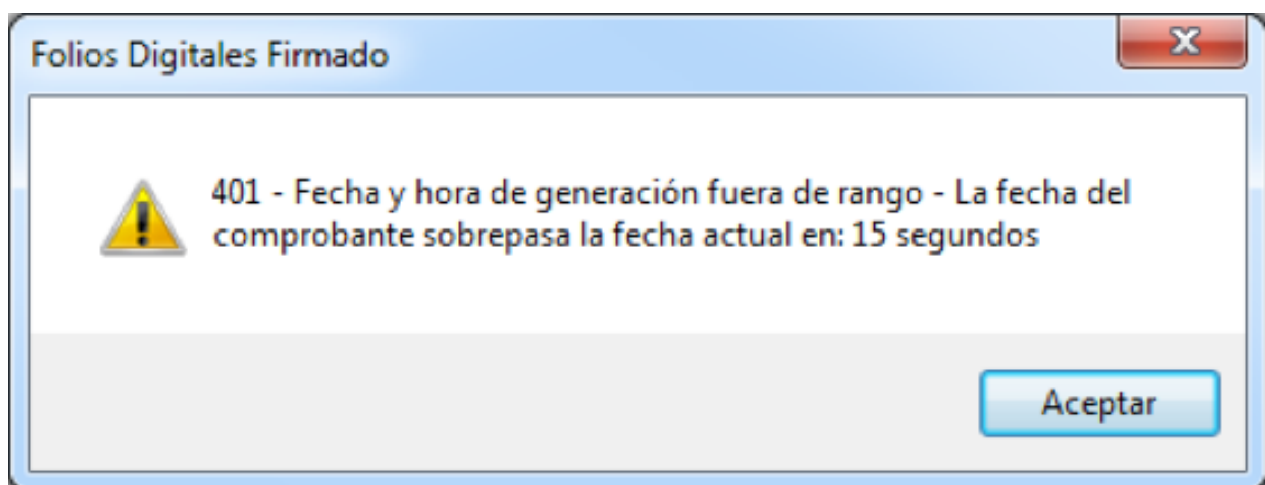 Folios Digitales Firmado
401 - Fecha y hora de generación fuera de rango - La fecha del
comprobante sobrepasa la fecha actual en: 15 segundos
Aceptar